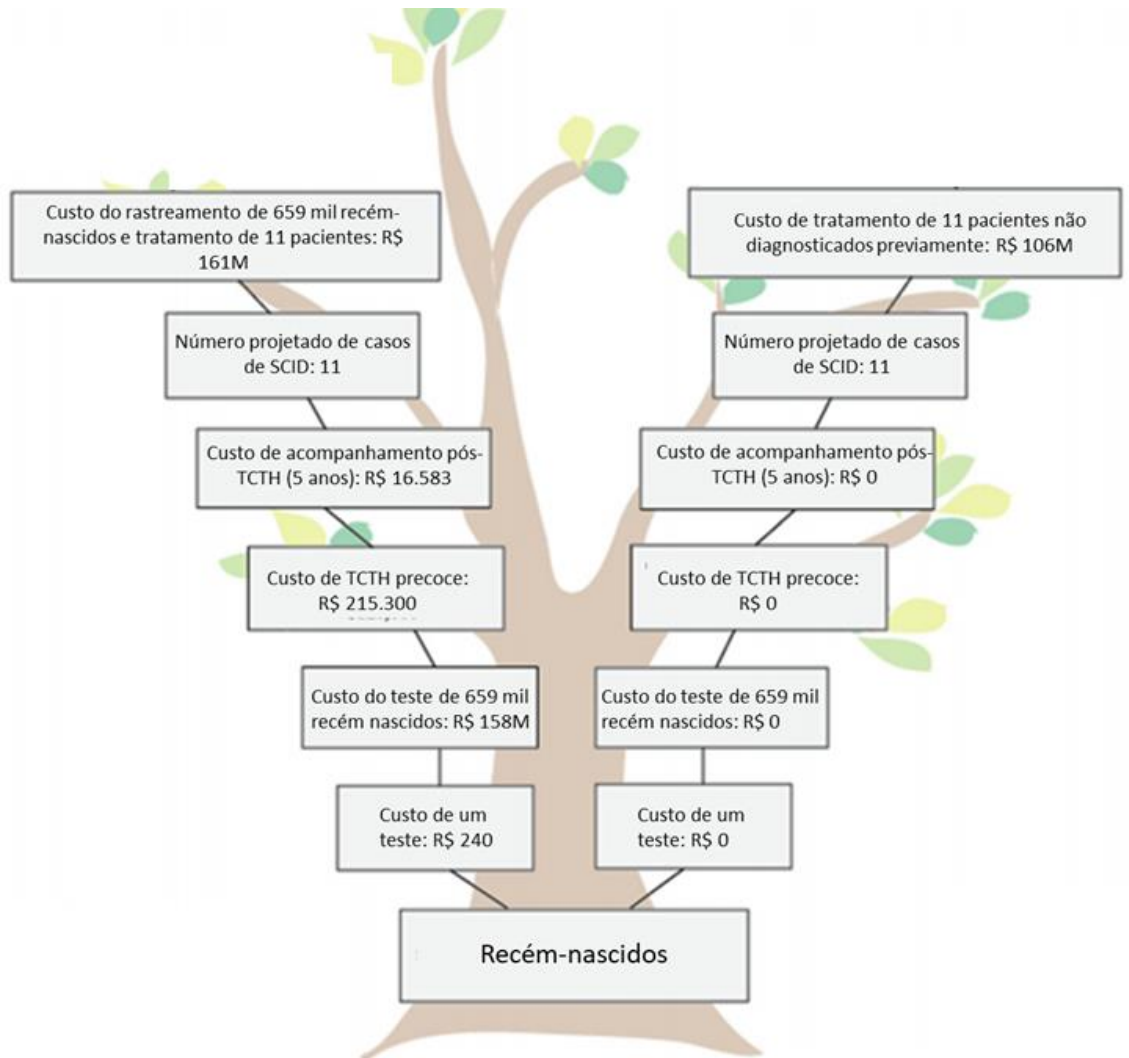 Custo do rastreamento de 659 mil recém-
nascidos e tratamento de 11 pacientes: R$
161M
Número projetado de casos
de SCID: 11
Custo de acompanhamento pós-
TCTH (5 anos): R$ 16.583
Custo de TCTH precoce:
R$ 215.300
Custo do teste de 659 mil
recém nascidos: R$ 158M
Custo de um
teste: R$ 240
Custo de tratamento de 11 pacientes não
diagnosticados previamente: R$ 106M
Número projetado de casos
de SCID: 11
Custo de acompanhamento pós-
TCTH (5 anos): R$ 0
Custo de TCTH precoce:
R$ 0
Custo do teste de 659 mil
recém nascidos: R$ 0
Custo de um
teste: R$ 0
Recém-nascidos